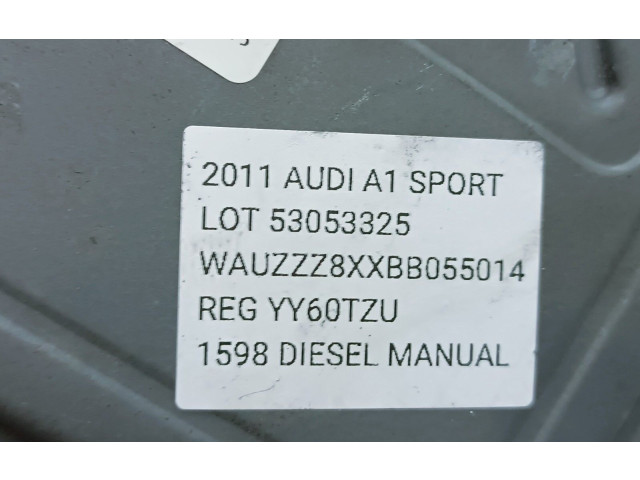 2011 AUDI A1 SPORT
LOT 53053325
WAUZZZ8XXBB055014
REG YY60TZU
1598 DIESEL MANUAL